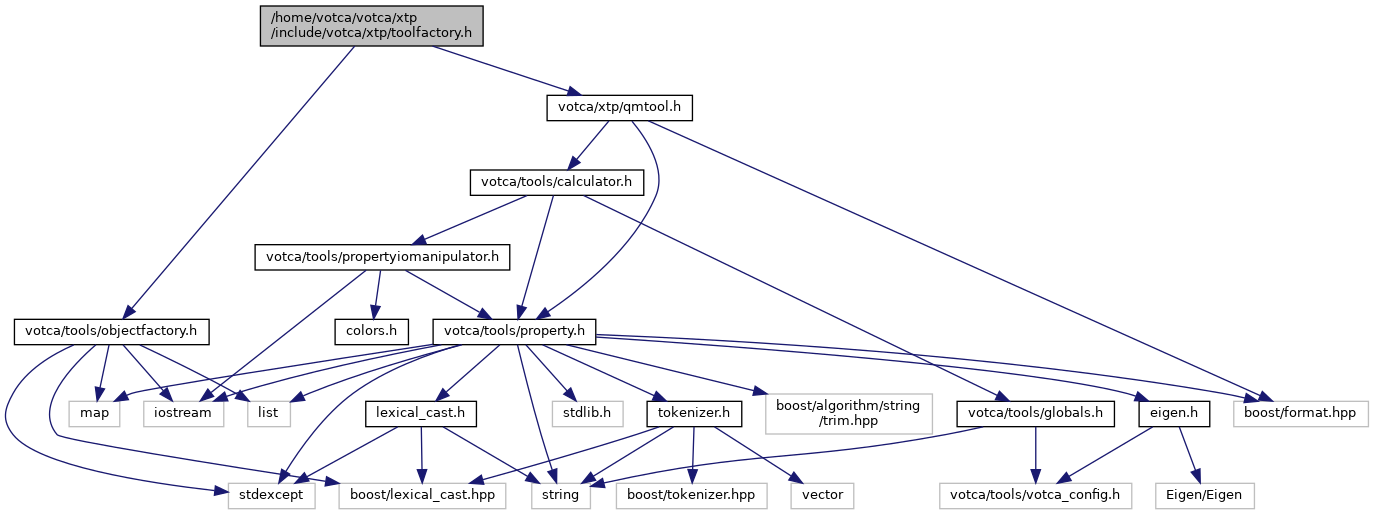 /home/votca/votca/xtp
/include/votca/xtp/toolfactory.h
votca/xtp/qmtool.h
votca/tools/calculator.h
votca/tools/propertyiomanipulator.h
votca/tools/objectfactory.h
colors.h
votca/tools/property.h
map
iostream
list
lexical_cast.h
stdlib.h
tokenizer.h
boost/algorithm/string
/trim.hpp
votca/tools/globals.h
eigen.h
boost/format.hpp
stdexcept
boost/lexical_cast.hpp
string
boost/tokenizer.hpp
vector
votca/tools/votca_config.h
Eigen/Eigen